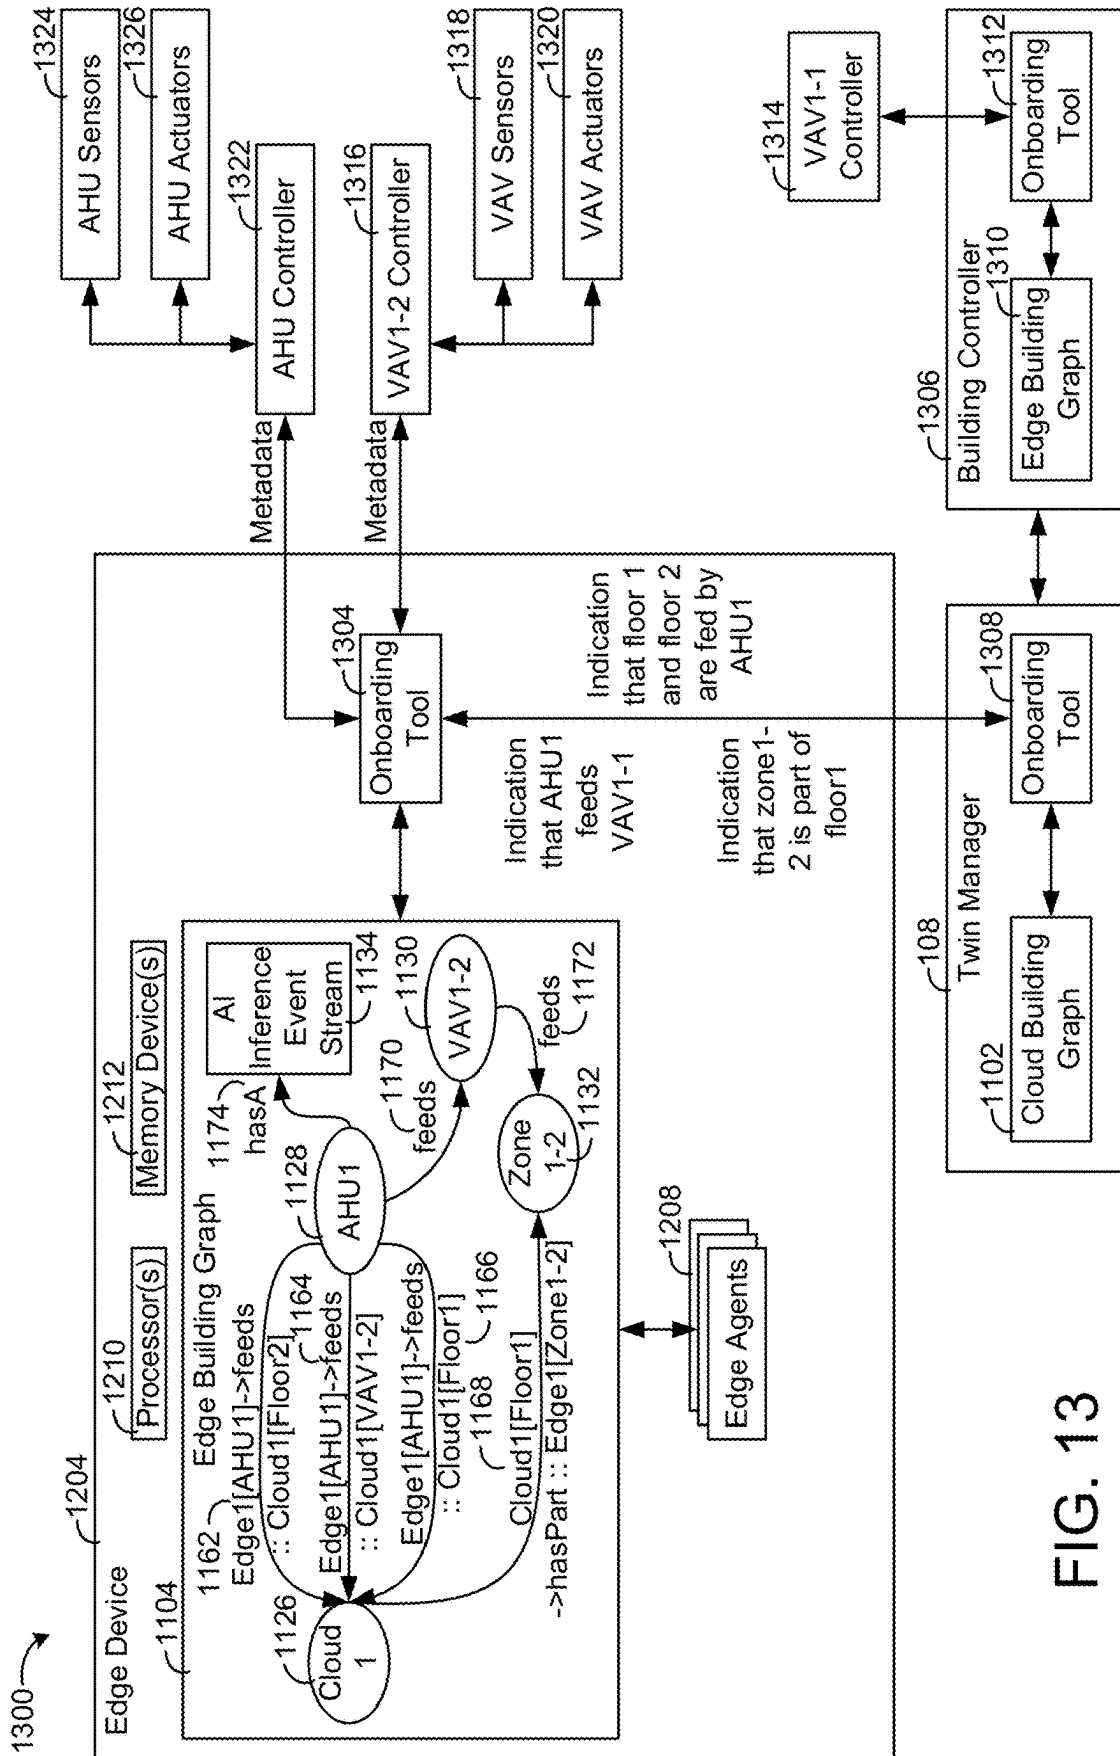 1300
Edge Device
1204
1210
Processor(s)
1212
Memory Device(s)
1104
Edge Building Graph
1162
Edge1[AHU1]->feeds
:: Cloud1[Floor2]
1164
Edge1[AHU1]->feeds
:: Cloud1[VAV1-2]
Edge1[AHU1]->feeds
:: Cloud1[Floor1]
1166
1168
Cloud1[Floor1]
->hasPart :: Edge1[Zone1-2]
1126
Cloud
1
1128
AHU1
1174
hasA
AI
Inference
Event
Stream
1134
1170
feeds
1130
VAV1-2
feeds
1172
Zone
1-2
1132
1208
Edge Agents
1304
Onboarding
Tool
Metadata
Metadata
1324
AHU Sensors
1326
AHU Actuators
1322
AHU Controller
1316
VAV1-2 Controller
1318
VAV Sensors
1320
VAV Actuators
Indication
that AHU1
feeds
VAV1-1
Indication
that floor 1
and floor 2
are fed by
AHU1
Indication
that zone1-
2 is part of
floor1
108
Twin Manager
1102
Cloud Building
Graph
1308
Onboarding
Tool
1306
Building Controller
1310
Edge Building
Graph
1312
Onboarding
Tool
1314
VAV1-1
Controller
FIG. 13